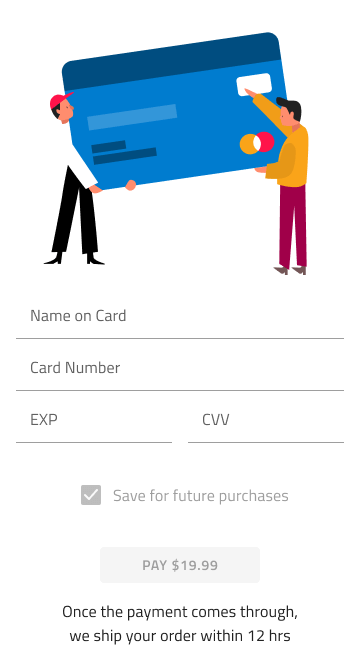 Name on Card
Card Number
EXP
CVV
Save for future purchases
PAY $19.99
Once the payment comes through,
we ship your order within 12 hrs